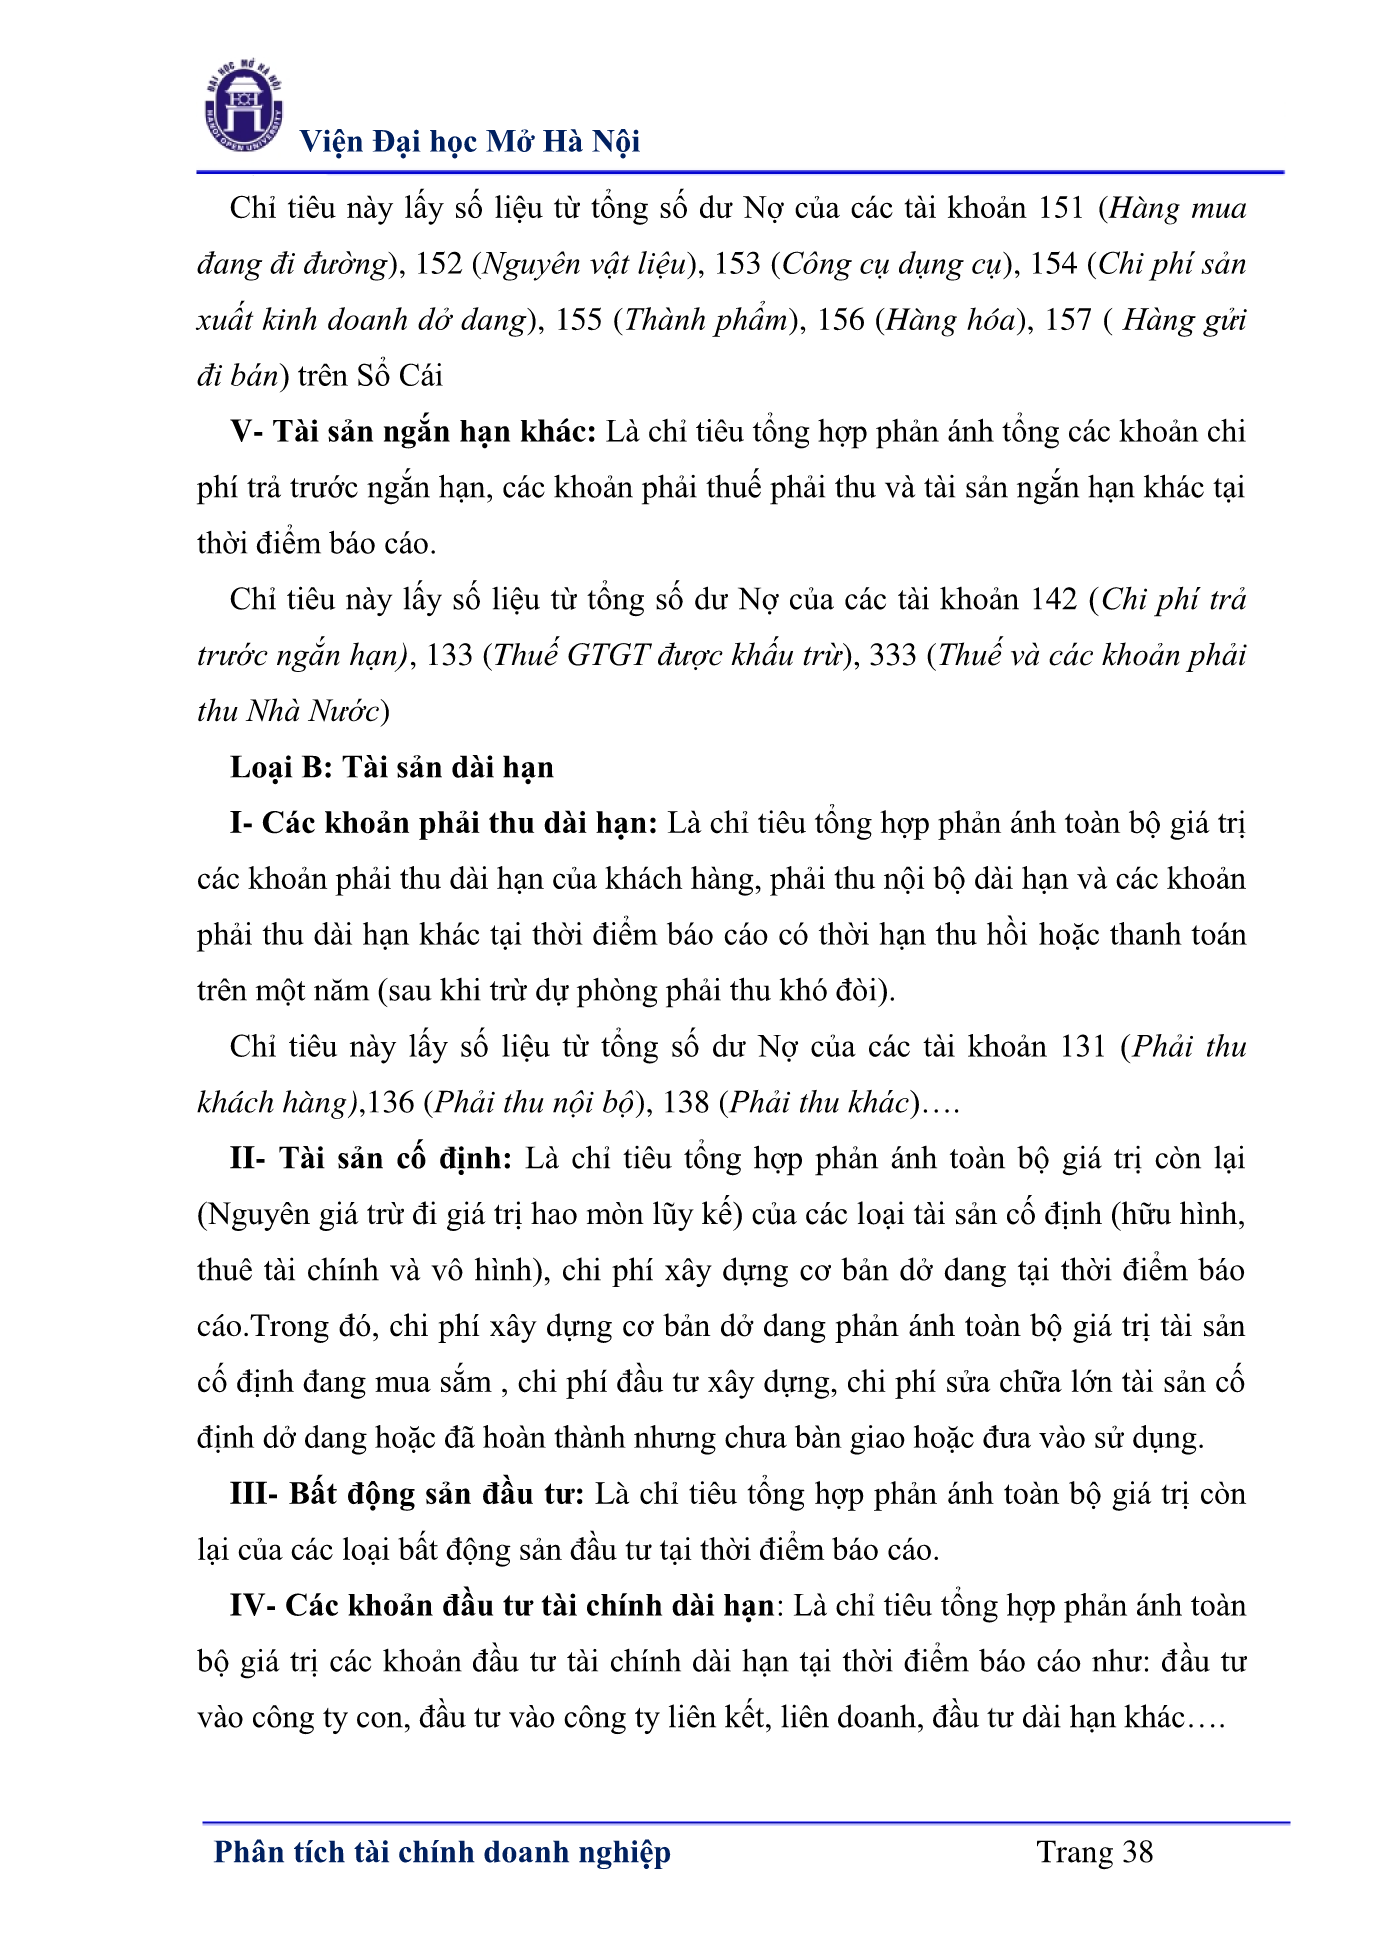 ĐẠI HỌC MỞ HÀ NỘI
HANOI OPEN UNIVERSITY
Viện Đại học Mở Hà Nội
Chỉ tiêu này lấy số liệu từ tổng số dư Nợ của các tài khoản 151 (Hàng mua
đang đi đường), 152 (Nguyên vật liệu), 153 (Công cụ dụng cụ), 154 (Chi phí sản
xuất kinh doanh dở dang), 155 (Thành phẩm), 156 (Hàng hóa), 157 ( Hàng gửi
đi bán) trên Sổ Cái
V- Tài sản ngắn hạn khác: Là chỉ tiêu tổng hợp phản ánh tổng các khoản chi
phí trả trước ngắn hạn, các khoản phải thuế phải thu và tài sản ngắn hạn khác tại
thời điểm báo cáo.
Chỉ tiêu này lấy số liệu từ tổng số dư Nợ của các tài khoản 142 (Chi phí trả
trước ngắn hạn), 133 (Thuế GTGT được khấu trừ), 333 (Thuế và các khoản phải
thu Nhà Nước)
Loại B: Tài sản dài hạn
I- Các khoản phải thu dài hạn: Là chỉ tiêu tổng hợp phản ánh toàn bộ giá trị
các khoản phải thu dài hạn của khách hàng, phải thu nội bộ dài hạn và các khoản
phải thu dài hạn khác tại thời điểm báo cáo có thời hạn thu hồi hoặc thanh toán
trên một năm (sau khi trừ dự phòng phải thu khó đòi).
Chỉ tiêu này lấy số liệu từ tổng số dư Nợ của các tài khoản 131 (Phải thu
khách hàng),136 (Phải thu nội bộ), 138 (Phải thu khác)….
II- Tài sản cố định: Là chỉ tiêu tổng hợp phản ánh toàn bộ giá trị còn lại
(Nguyên giá trừ đi giá trị hao mòn lũy kế) của các loại tài sản cố định (hữu hình,
thuê tài chính và vô hình), chi phí xây dựng cơ bản dở dang tại thời điểm báo
cáo.Trong đó, chi phí xây dựng cơ bản dở dang phản ánh toàn bộ giá trị tài sản
cố định đang mua sắm , chi phí đầu tư xây dựng, chi phí sửa chữa lớn tài sản cố
định dở dang hoặc đã hoàn thành nhưng chưa bàn giao hoặc đưa vào sử dụng.
III- Bất động sản đầu tư: Là chỉ tiêu tổng hợp phản ánh toàn bộ giá trị còn
lại của các loại bất động sản đầu tư tại thời điểm báo cáo.
IV- Các khoản đầu tư tài chính dài hạn: Là chỉ tiêu tổng hợp phản ánh toàn
bộ giá trị các khoản đầu tư tài chính dài hạn tại thời điểm báo cáo như: đầu tư
vào công ty con, đầu tư vào công ty liên kết, liên doanh, đầu tư dài hạn khác….
Phân tích tài chính doanh nghiệp Trang 38